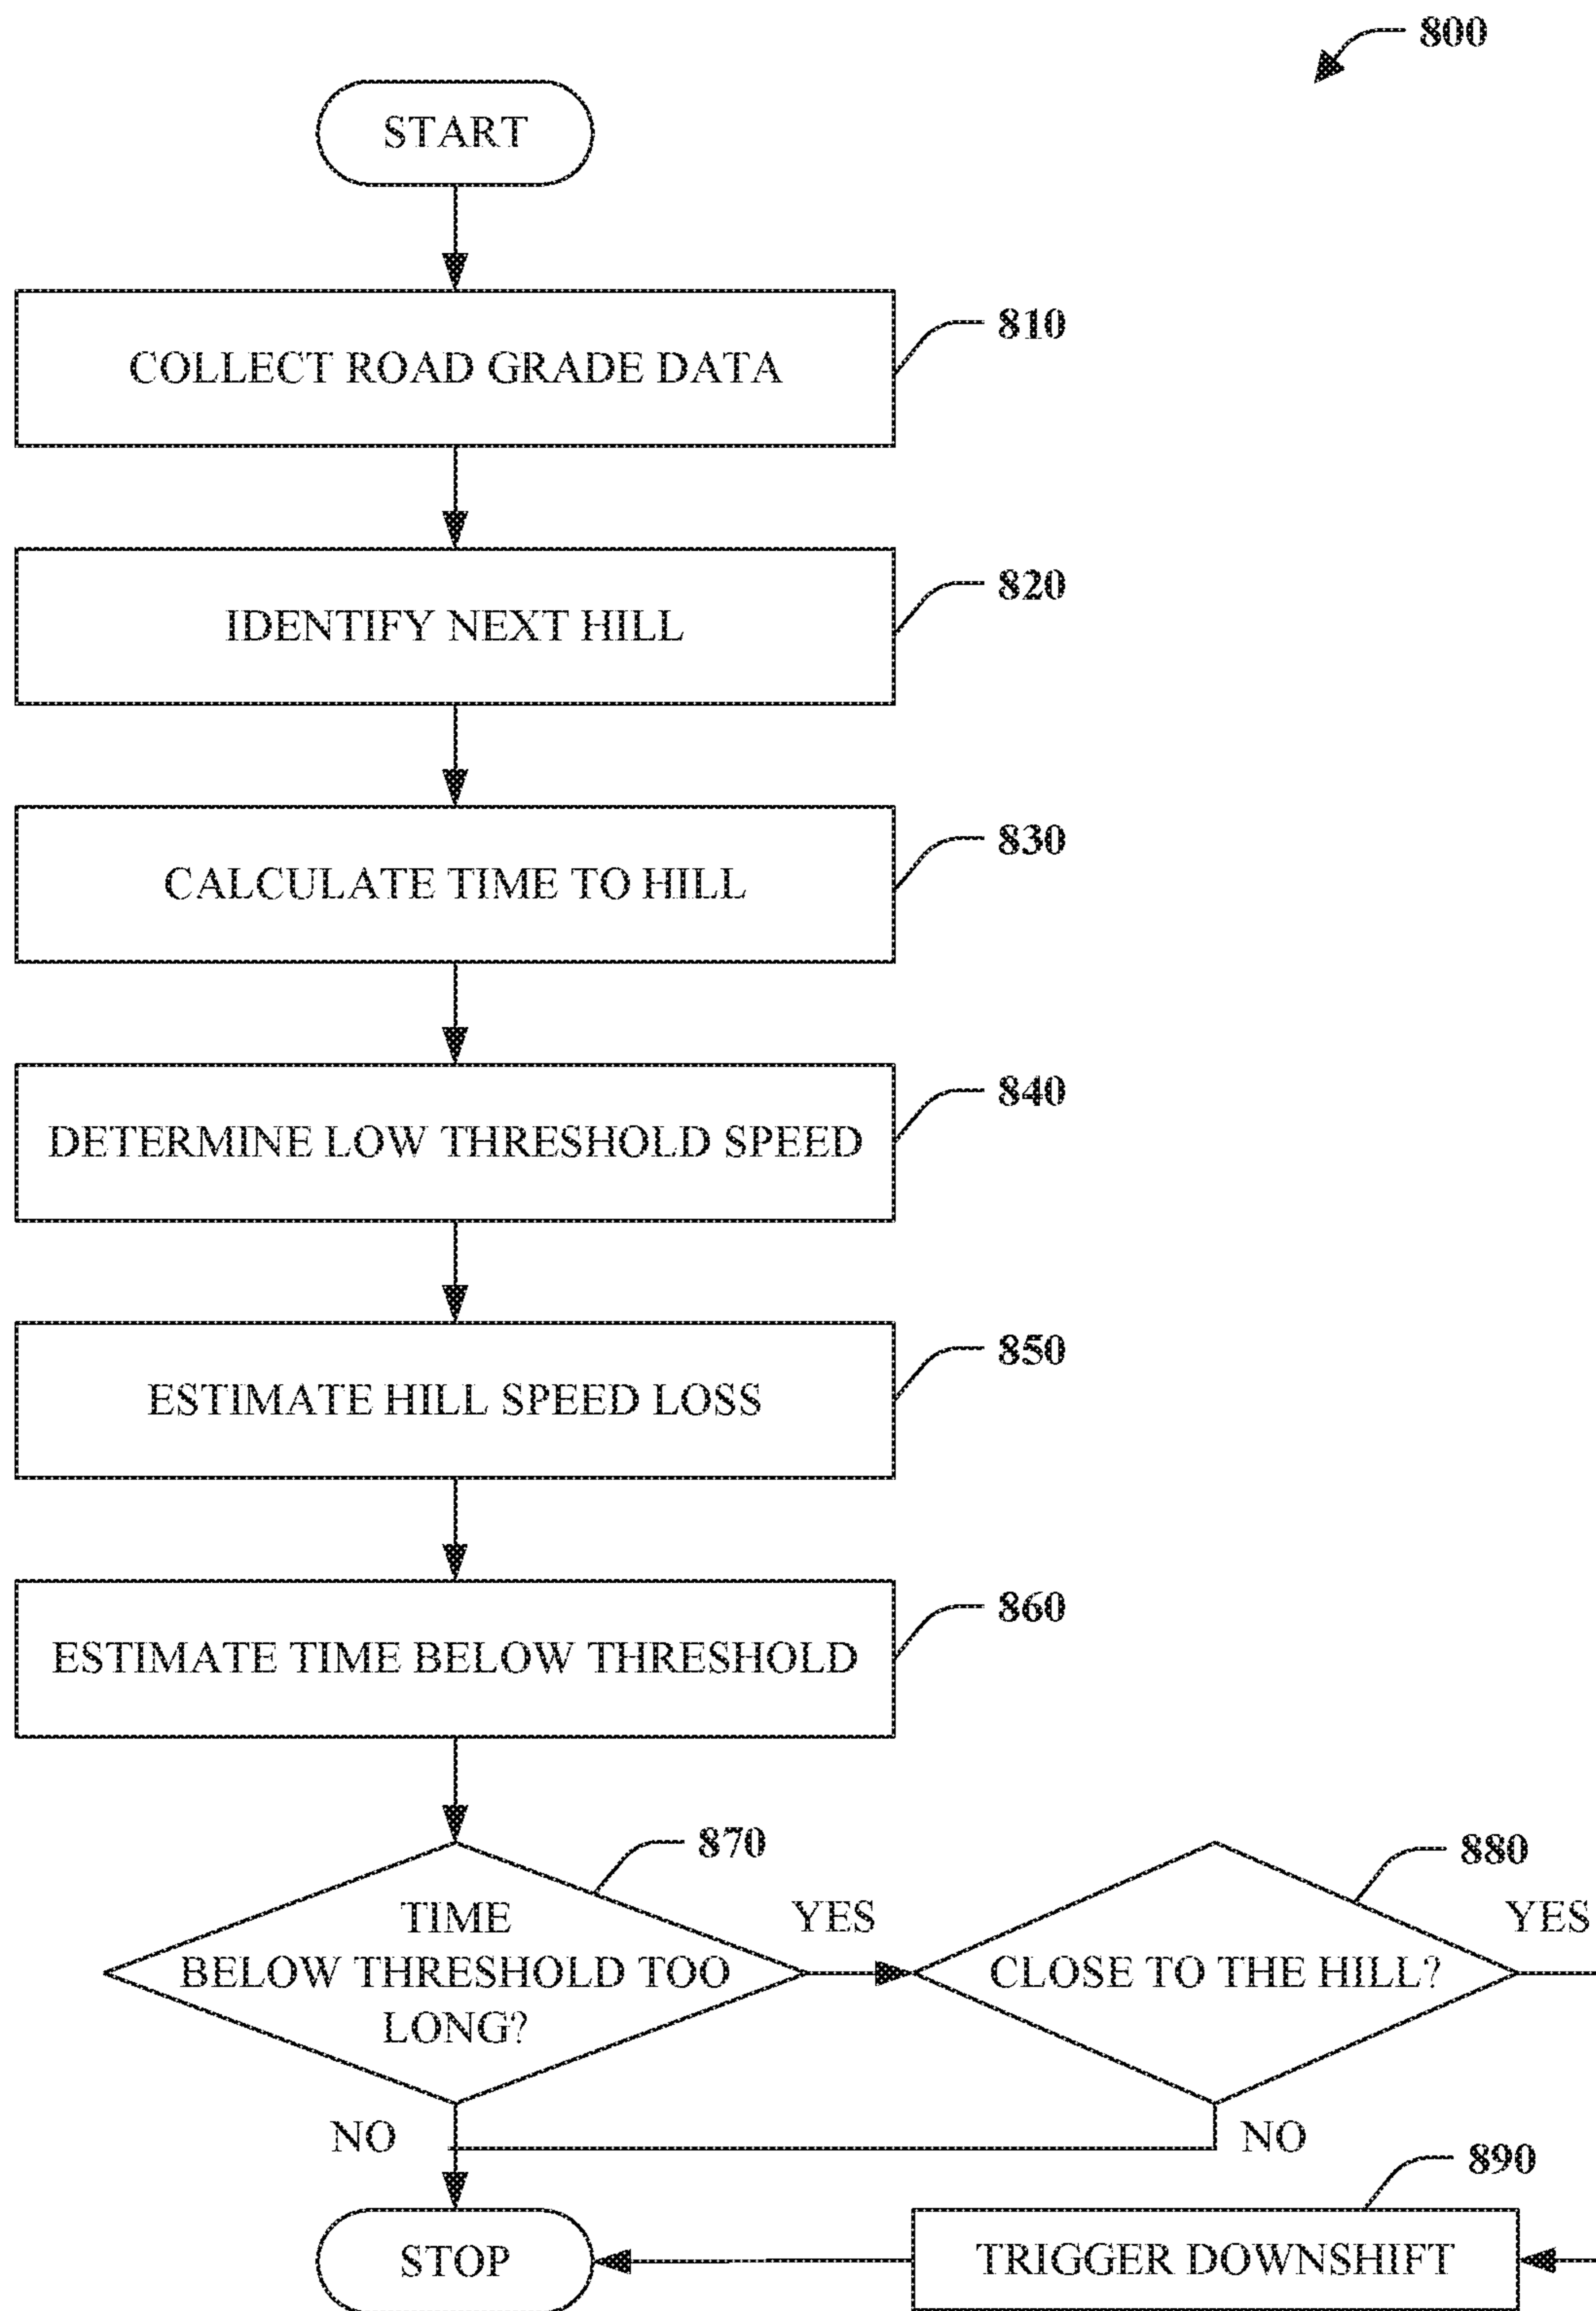 800
START
COLLECT ROAD GRADE DATA
810
IDENTIFY NEXT HILL
820
CALCULATE TIME TO HILL
830
DETERMINE LOW THRESHOLD SPEED
840
ESTIMATE HILL SPEED LOSS
850
ESTIMATE TIME BELOW THRESHOLD
860
TIME
BELOW THRESHOLD TOO
LONG?
870
YES
CLOSE TO THE HILL?
880
YES
NO
NO
890
STOP
TRIGGER DOWNSHIFT